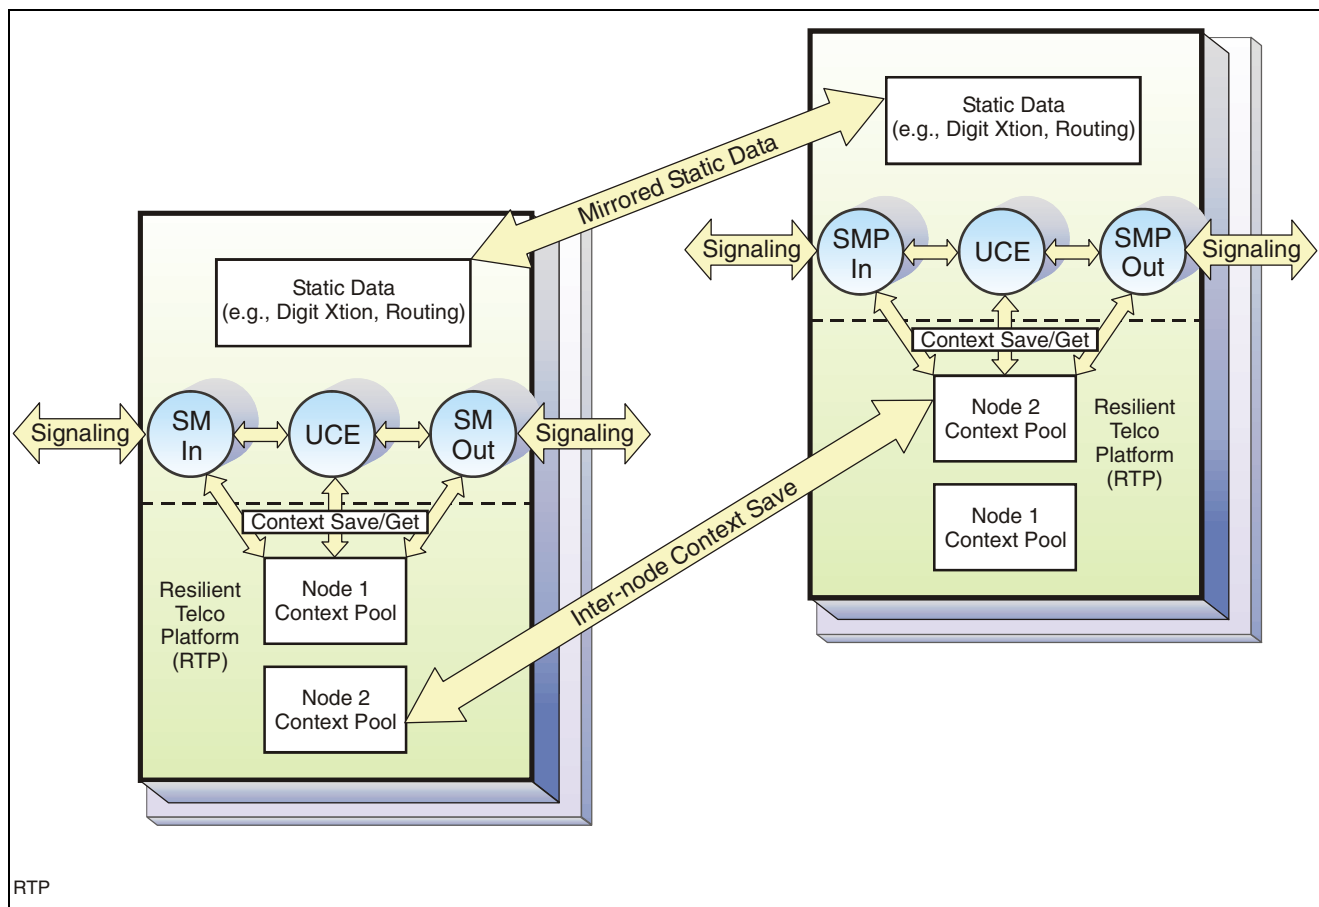 Static Data
(e.g., Digit Xtion, Routing)
Mirrored Static Data
Signaling
SMP
In
UCE
SMP
Out
Signaling
Context Save/Get
Node 2
Context Pool
Resilient
Telco
Platform
(RTP)
Node 1
Context Pool
Static Data
(e.g., Digit Xtion, Routing)
Signaling
SM
In
UCE
SM
Out
Signaling
Context Save/Get
Inter-node Context Save
Resilient
Telco
Platform
(RTP)
Node 1
Context Pool
Node 2
Context Pool
RTP